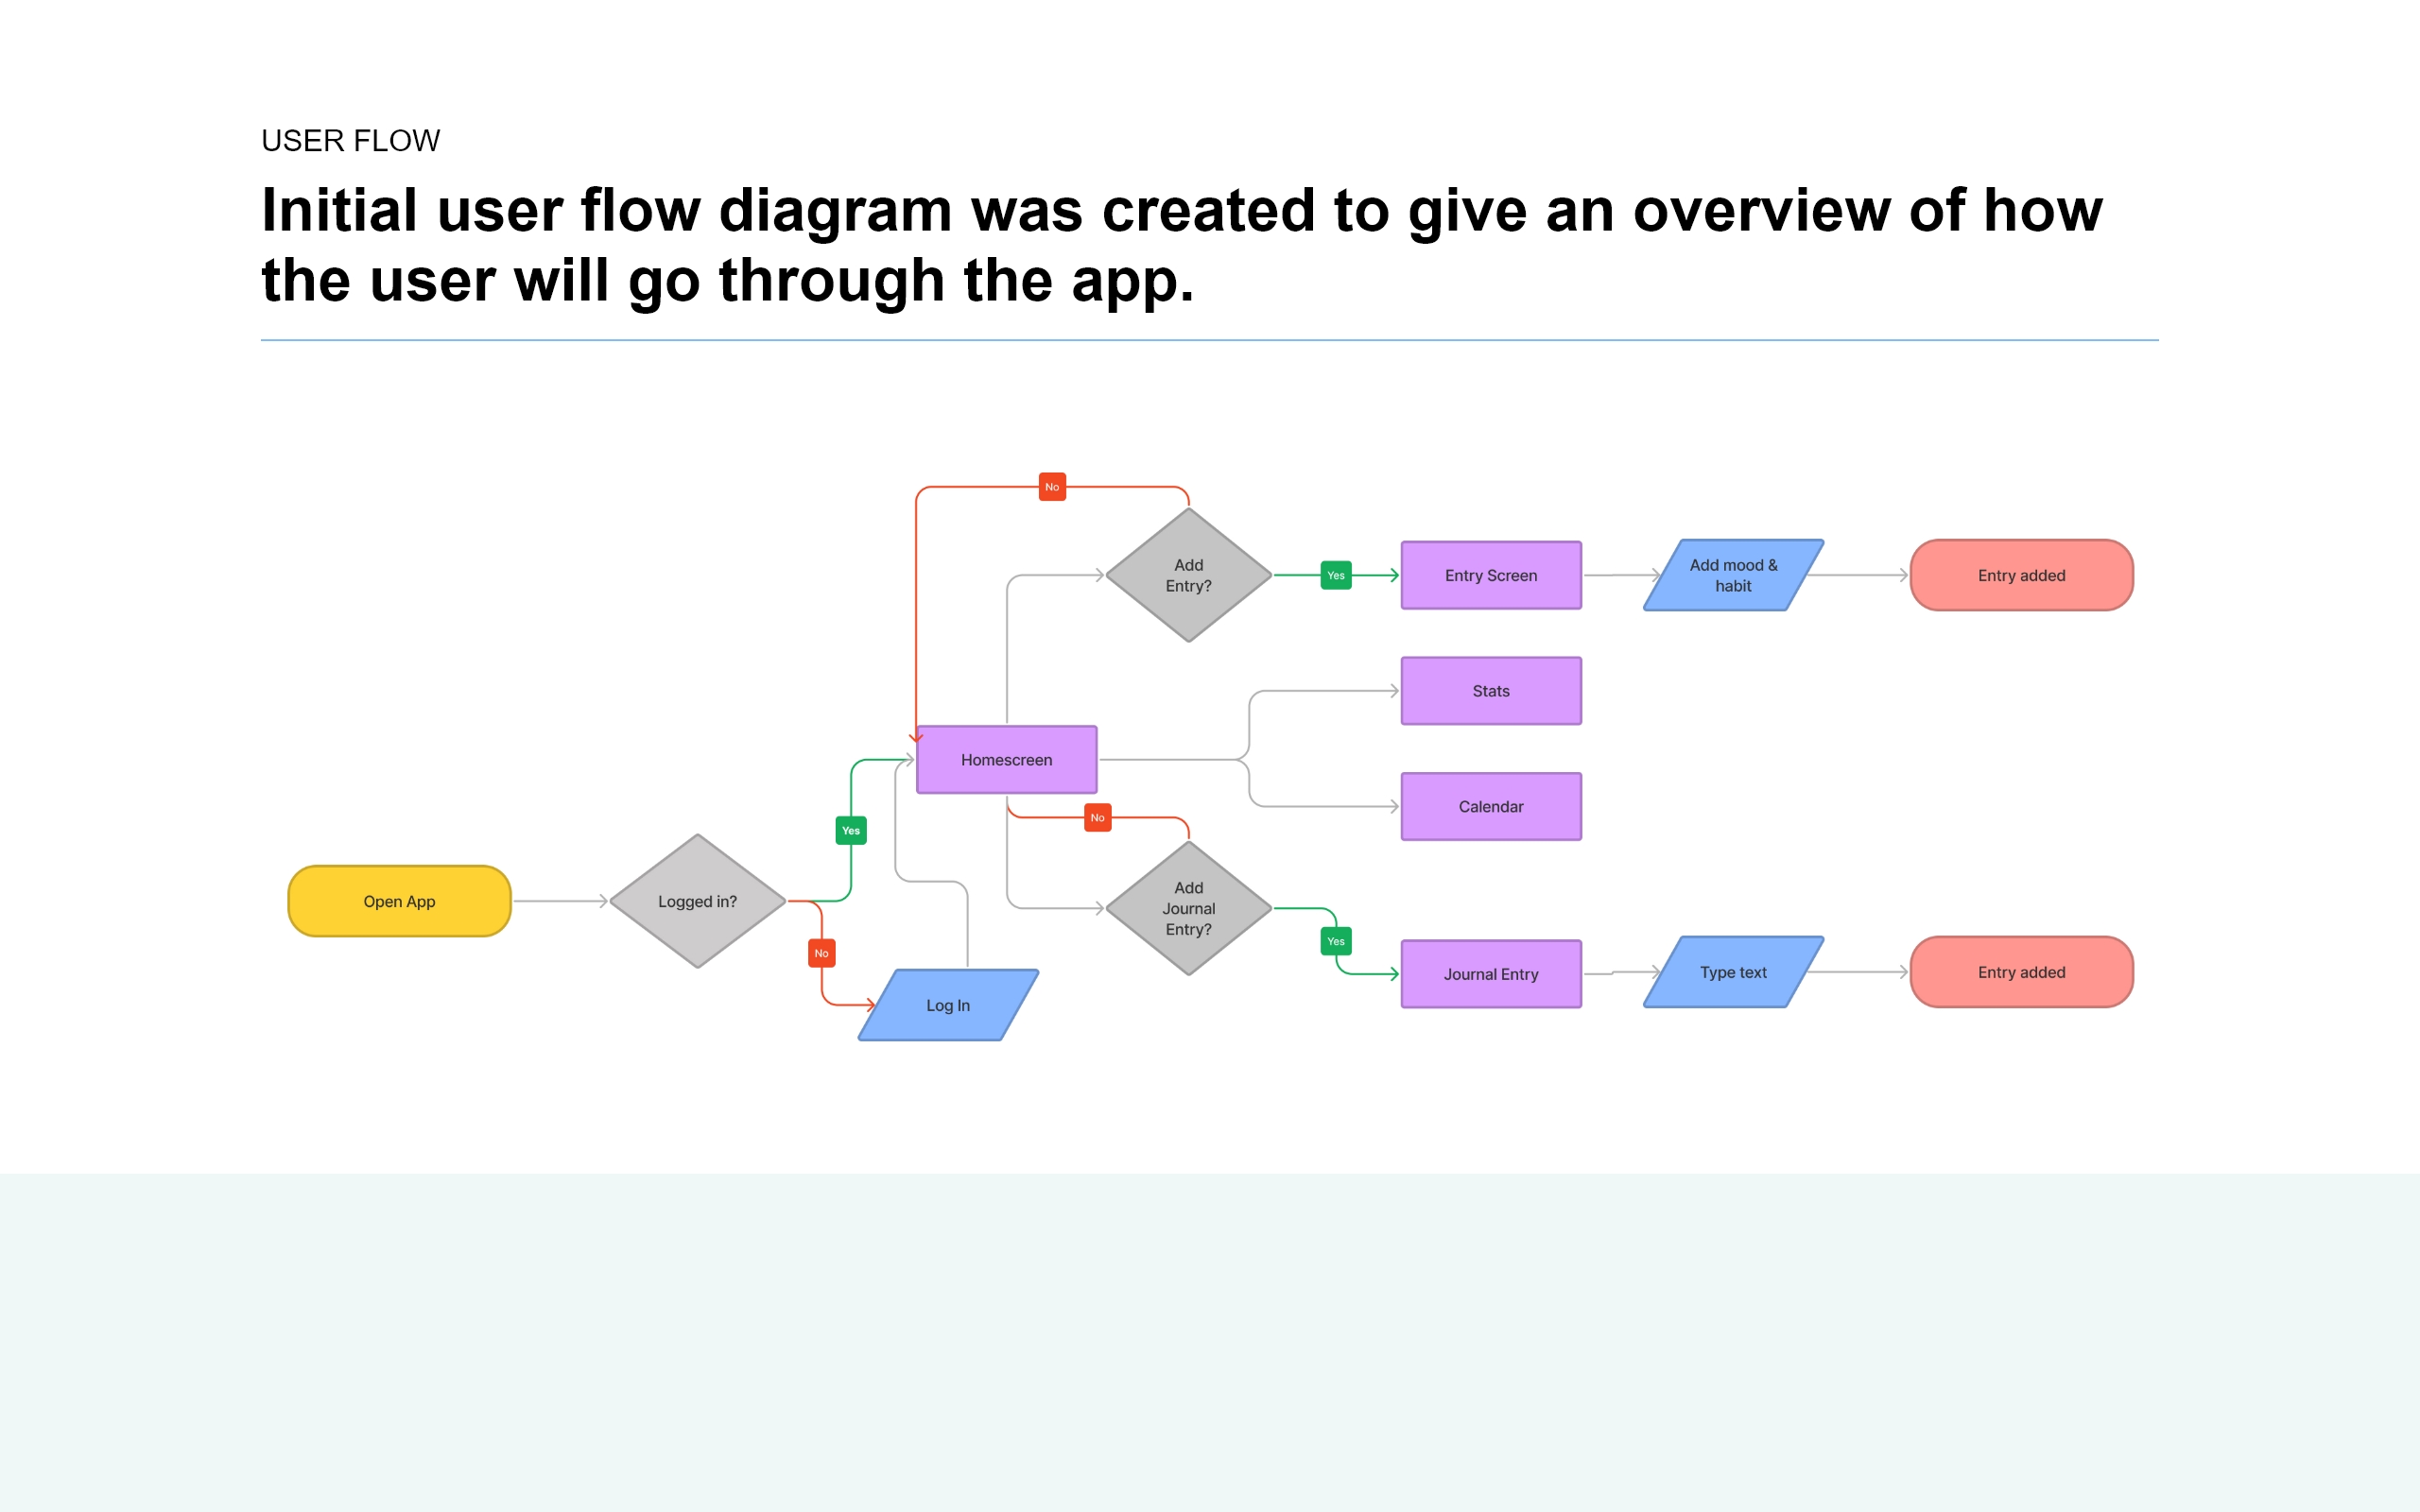 USER FLOW
Initial user flow diagram was created to give an overview of how
the user will go through the app.
No
Add
Entry?
Yes
Entry Screen
Add mood &
habit
Entry added
Stats
Homescreen
Calendar
No
Yes
Open App
Logged in?
No
Log In
Add
Journal
Entry?
Yes
Journal Entry
Type text
Entry added